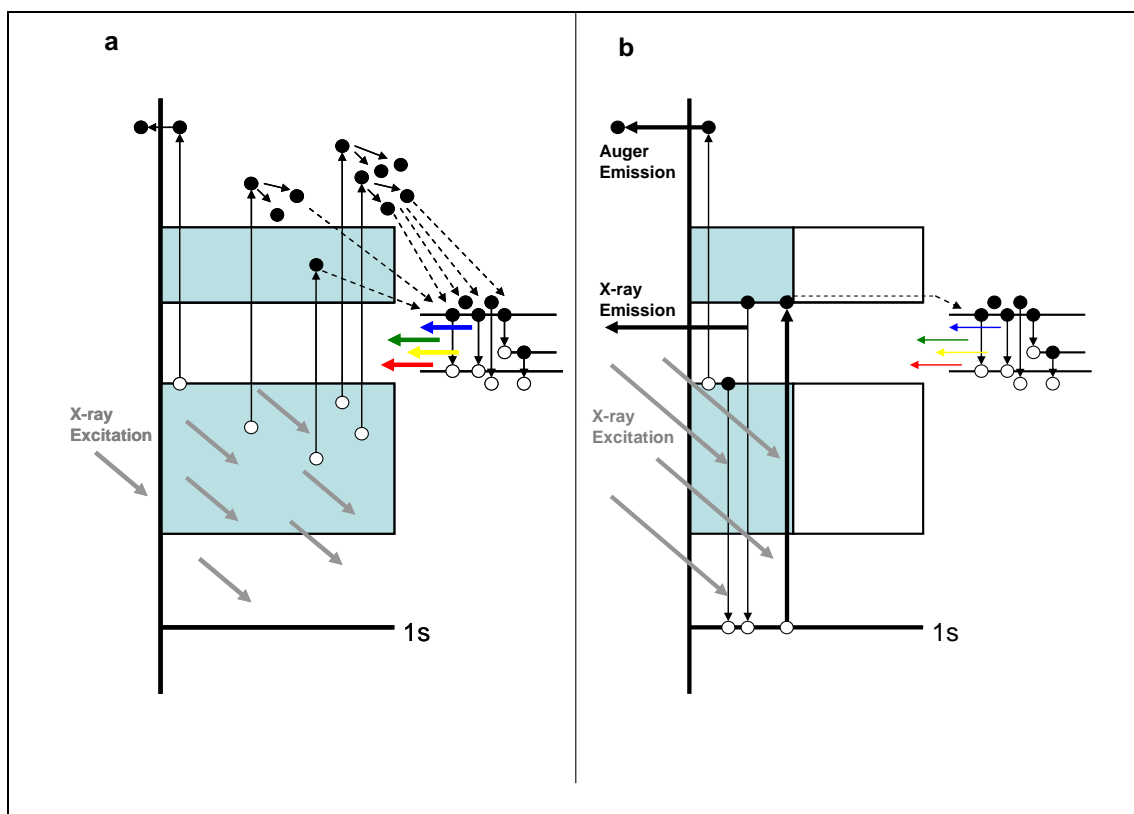 a
X-ray
Excitation
1s
b
Auger
Emission
X-ray
Emission
X-ray
Excitation
1s